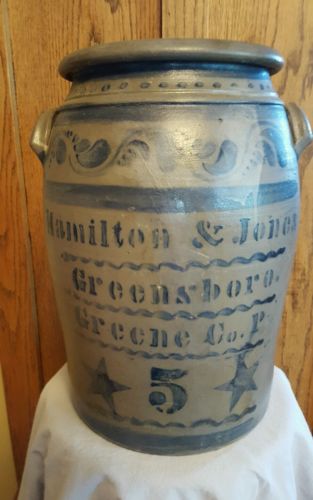 Hamilton & Jones
Greensboro.
Greene Co. P
5